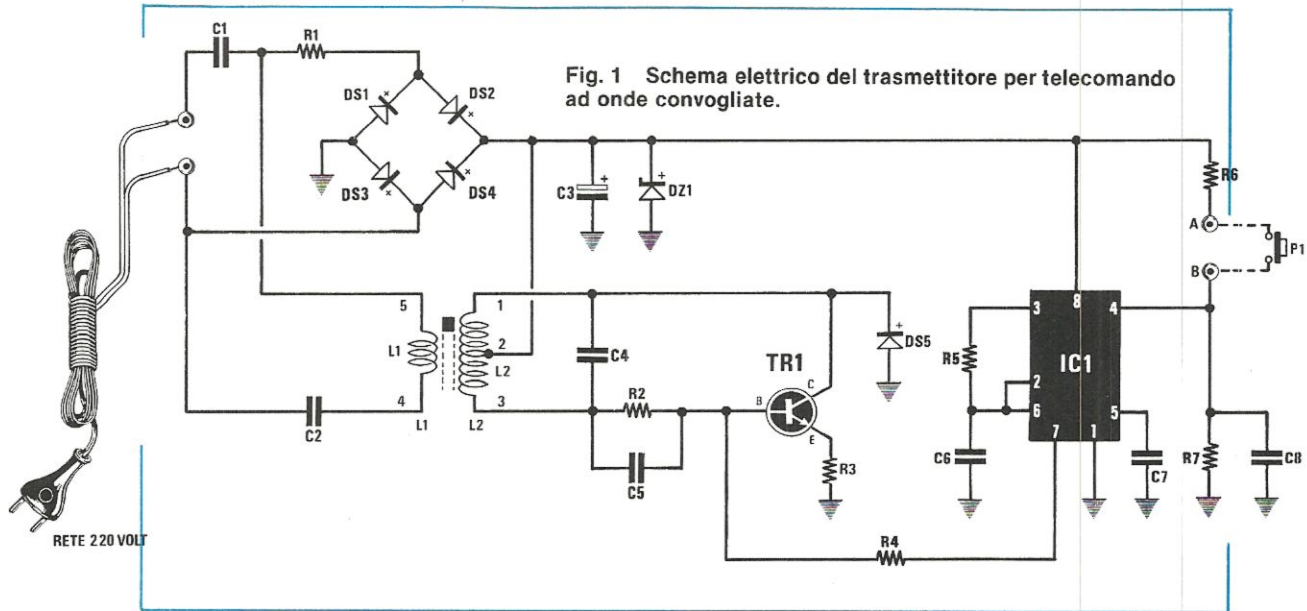 C1
R1
Fig. 1 Schema elettrico del trasmettitore per telecomando
ad onde convogliate.
DS1
DS2
DS3
DS4
C3
+
DZ1
+
R6
A
P1
B
5
1
L1
2
L2
4
3
L1
L2
C2
C4
R2
C5
TR1
B
C
E
R3
DS5
+
R4
R5
C6
3
8
4
IC1
2
6
5
7
1
C7
R7
C8
RETE 220 VOLT